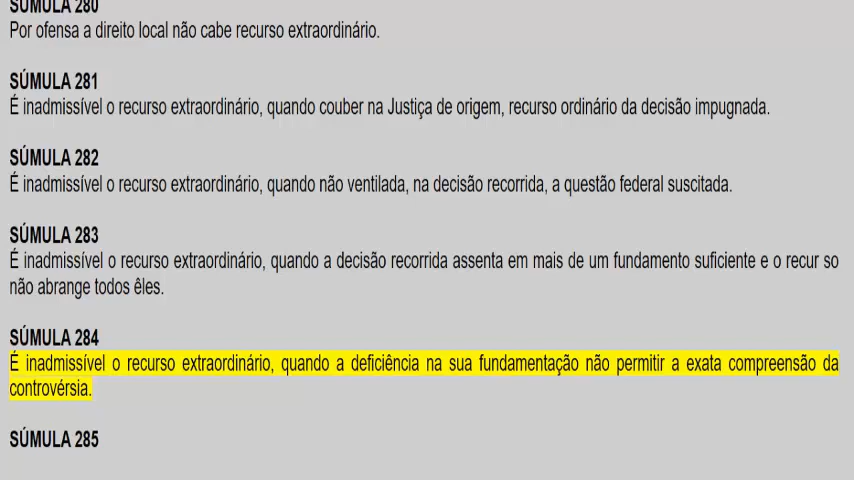 SÚMULA 280
Por ofensa a direito local não cabe recurso extraordinário.
SÚMULA 281
É inadmissível o recurso extraordinário, quando couber na Justiça de origem, recurso ordinário da decisão impugnada.
SÚMULA 282
É inadmissível o recurso extraordinário, quando não ventilada, na decisão recorrida, a questão federal suscitada.
SÚMULA 283
É inadmissível o recurso extraordinário, quando a decisão recorrida assenta em mais de um fundamento suficiente e o recur so
não abrange todos êles.
SÚMULA 284
É inadmissível o recurso extraordinário, quando a deficiência na sua fundamentação não permitir a exata compreensão da
controvérsia.
SÚMULA 285